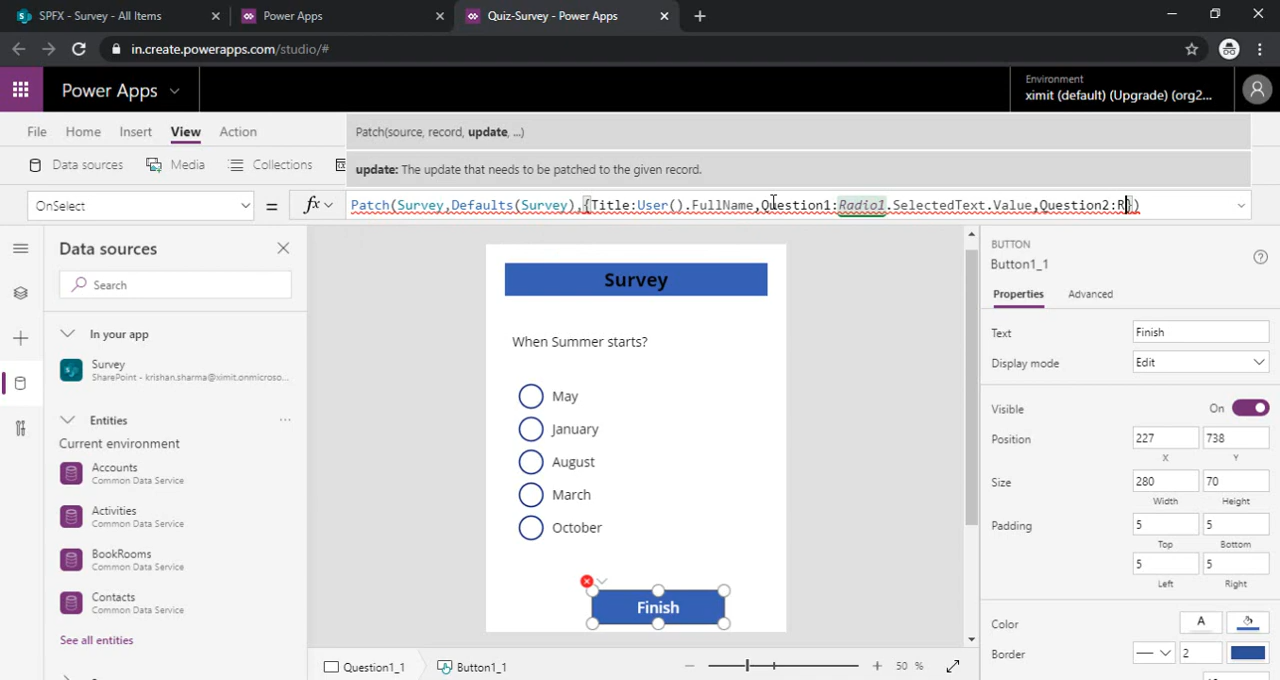 SPFX - Survey - All Items
Power Apps
Quiz-Survey - Power Apps
in.create.powerapps.com/studio/#
Power Apps
Environment
ximit (default) (Upgrade) (org2...
File
Home
Insert
View
Action
Patch(source, record, update, ...)
Data sources
Media
Collections
update: The update that needs to be patched to the given record.
OnSelect
=
fx
Patch(Survey,Defaults(Survey),{Title:User().FullName,Question1:Radio1.SelectedText.Value,Question2:R})
Data sources
Search
In your app
Survey
SharePoint - krishan.sharma@ximit.onmicroso...
Entities
...
Current environment
Accounts
Common Data Service
Activities
Common Data Service
BookRooms
Common Data Service
Contacts
Common Data Service
See all entities
Survey
When Summer starts?
May
January
August
March
October
Finish
Question1_1
Button1_1
50 %
BUTTON
Button1_1
Properties
Advanced
Text
Finish
Display mode
Edit
Visible
On
Position
227
738
X
Y
Size
280
70
Width
Height
Padding
5
5
Top
Bottom
5
5
Left
Right
Color
A
Border
2